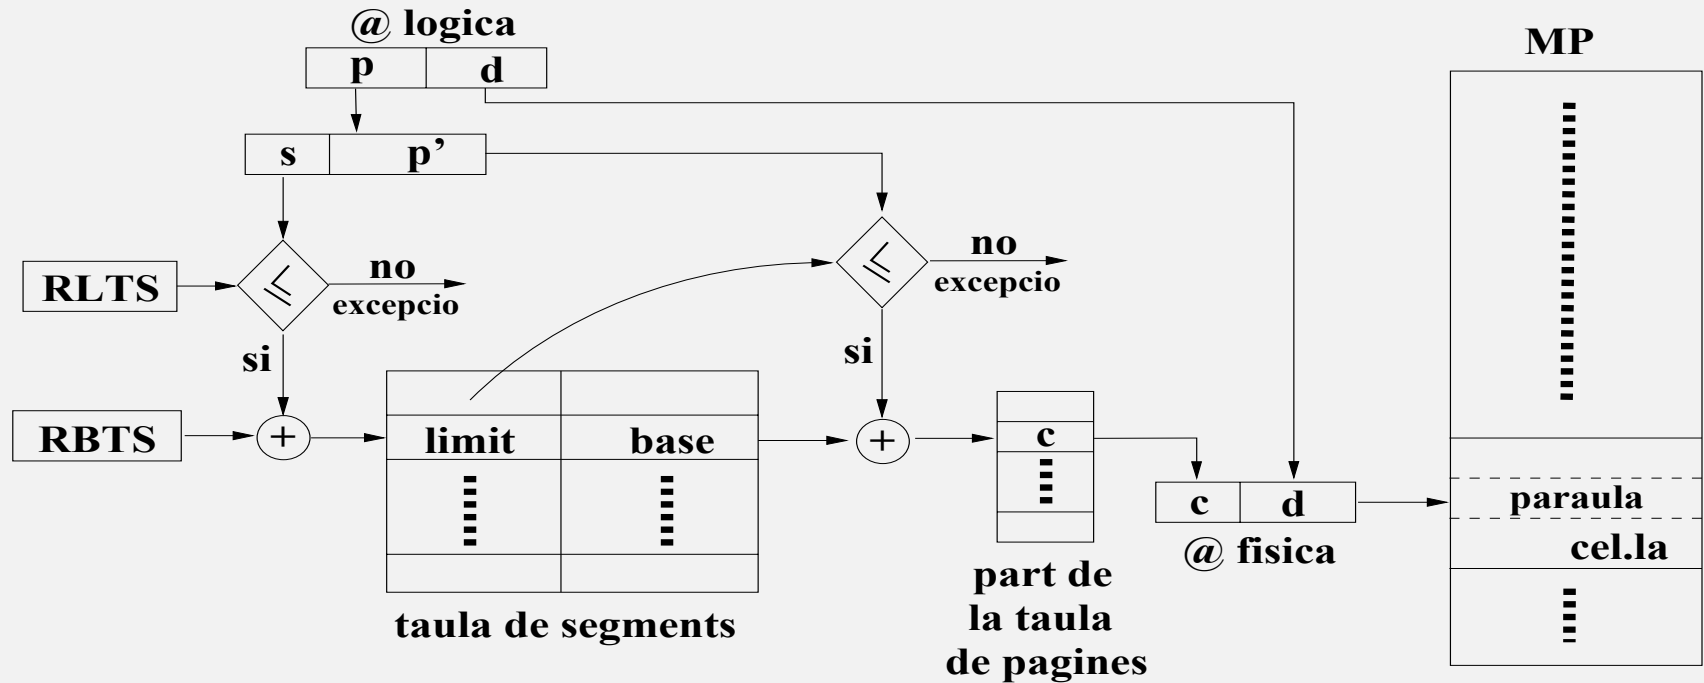 @ logica
p d
s p’
RLTS
≤
no
excepcio
si
RBTS
+
limit base
taula de segments
≤
no
excepcio
si
+
c
part de
la taula
de pagines
c d
@ fisica
MP
paraula
cel.la